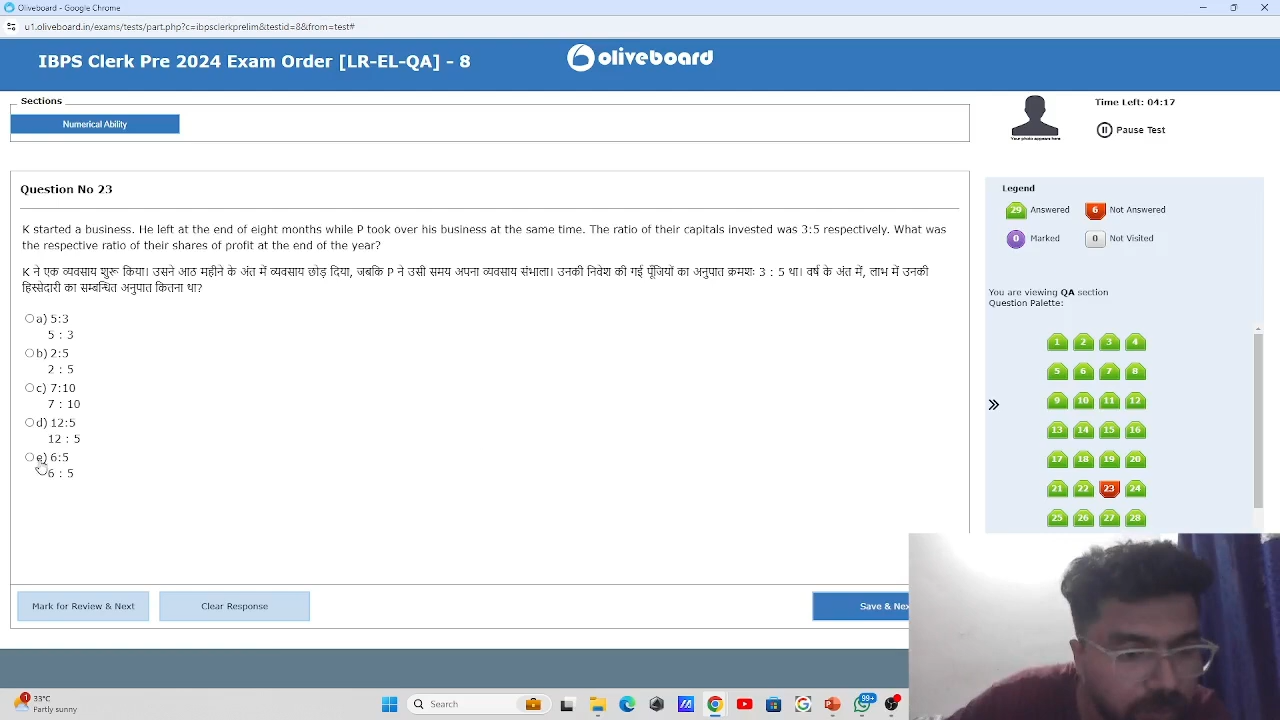 Oliveboard - Google Chrome
u1.oliveboard.in/exams/tests/part.php?c=ibpsclerkprelim&testid=8&from=test#
IBPS Clerk Pre 2024 Exam Order [LR-EL-QA] - 8
oliveboard
Sections
Numerical Ability
Your photo appears here
Time Left: 04:17
Pause Test
Question No 23
K started a business. He left at the end of eight months while P took over his business at the same time. The ratio of their capitals invested was 3:5 respectively. What was
the respective ratio of their shares of profit at the end of the year?
K ने एक व्यवसाय शुरू किया। उसने आठ महीने के अंत में व्यवसाय छोड़ दिया, जबकि P ने उसी समय अपना व्यवसाय संभाला। उनकी निवेश की गई पूँजियों का अनुपात क्रमशः 3 : 5 था। वर्ष के अंत में, लाभ में उनकी
हिस्सेदारी का सम्बन्धित अनुपात कितना था?
a) 5:3
5 : 3
b) 2:5
2 : 5
c) 7:10
7 : 10
d) 12:5
12 : 5
e) 6:5
6 : 5
Mark for Review & Next
Clear Response
Save & Nex
Legend
29 Answered
6 Not Answered
0 Marked
0 Not Visited
You are viewing QA section
Question Palette:
1 2 3 4
5 6 7 8
9 10 11 12
13 14 15 16
17 18 19 20
21 22 23 24
25 26 27 28
1
33°C
Partly sunny
Search
99+